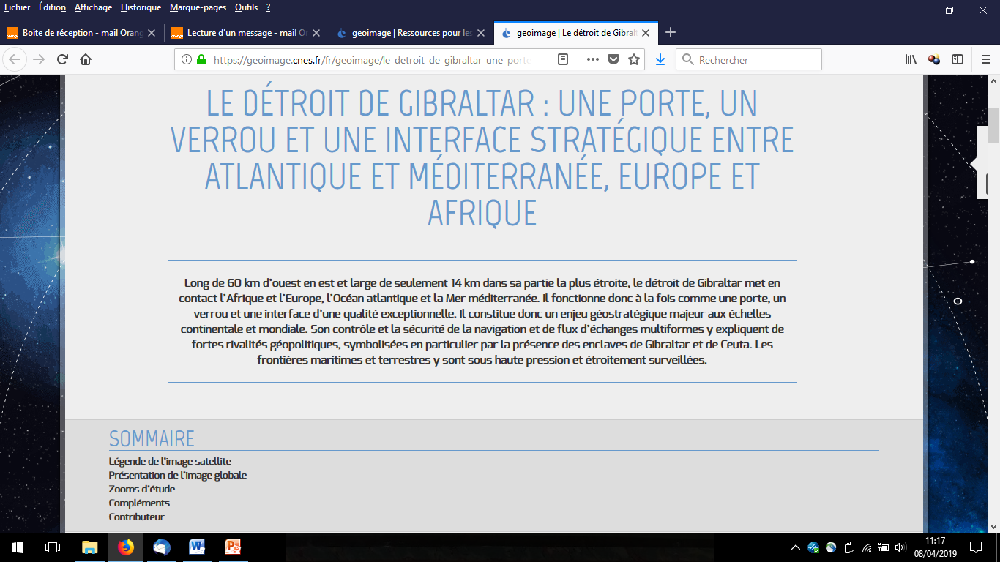 Fichier Édition Affichage Historique Marque-pages Outils ?
Boite de réception - mail Orang
Lecture d'un message - mail O
geoimage | Ressources pour les
geoimage | Le détroit de Gibralt
https://geoimage.cnes.fr/fr/geoimage/le-detroit-de-gibraltar-une-porte
Rechercher
LE DÉTROIT DE GIBRALTAR : UNE PORTE, UN
VERROU ET UNE INTERFACE STRATÉGIQUE ENTRE
ATLANTIQUE ET MÉDITERRANÉE, EUROPE ET
AFRIQUE
Long de 60 km d'ouest en est et large de seulement 14 km dans sa partie la plus étroite, le détroit de Gibraltar met en
contact l'Afrique et l'Europe, l'Océan atlantique et la Mer méditerranée. Il fonctionne donc à la fois comme une porte, un
verrou et une interface d'une qualité exceptionnelle. Il constitue donc un enjeu géostratégique majeur aux échelles
continentale et mondiale. Son contrôle et la sécurité de la navigation et de flux d'échanges multiformes y expliquent de
fortes rivalités géopolitiques, symbolisées en particulier par la présence des enclaves de Gibraltar et de Ceuta. Les
frontières maritimes et terrestres y sont sous haute pression et étroitement surveillées.
SOMMAIRE
Légende de l'image satellite
Présentation de l'image globale
Zooms d'étude
Compléments
Contributeur
11:17
08/04/2019